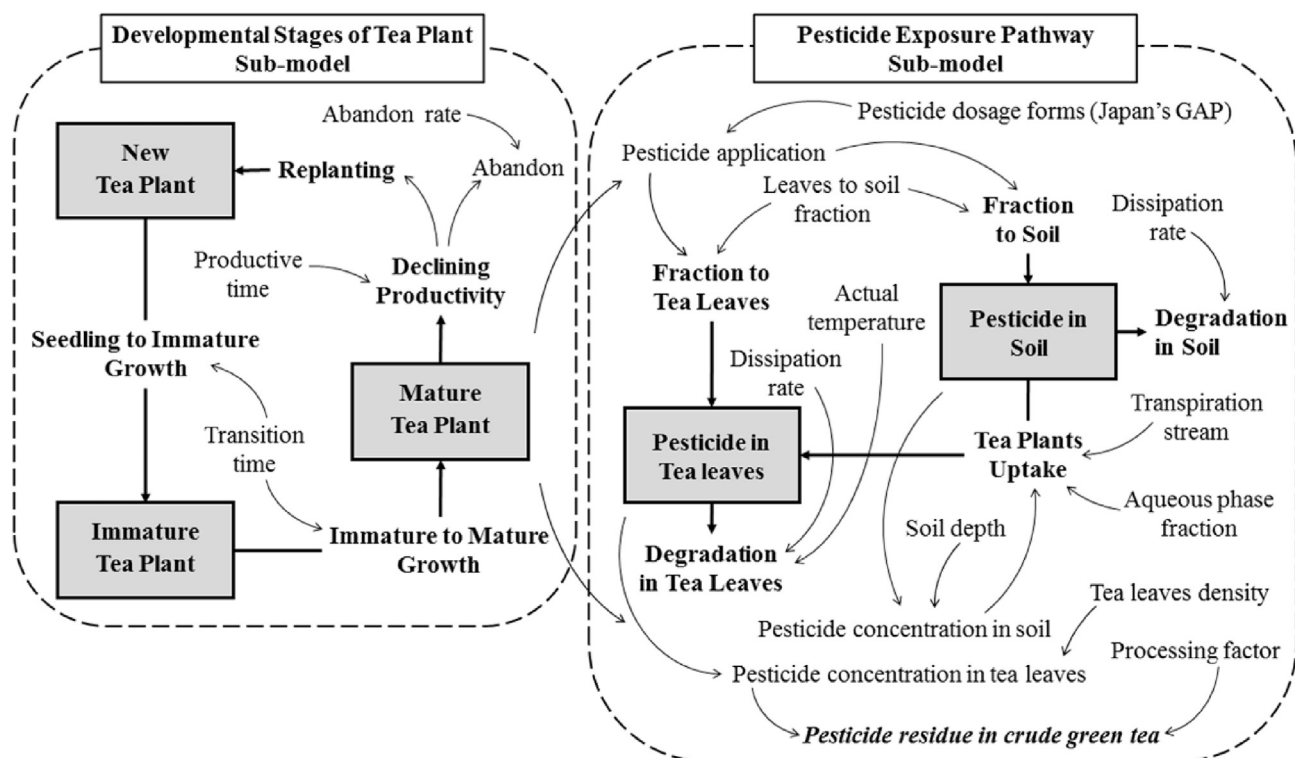 Developmental Stages of Tea Plant
Sub-model
Abandon rate
New
Tea Plant
Replanting
Abandon
Productive
time
Declining
Productivity
Seedling to Immature
Growth
Mature
Tea Plant
Transition
time
Immature
Tea Plant
Immature to Mature
Growth
Pesticide Exposure Pathway
Sub-model
Pesticide dosage forms (Japan's GAP)
Pesticide application
Leaves to soil
fraction
Fraction
to Soil
Dissipation
rate
Fraction to
Tea Leaves
Actual
temperature
Pesticide in
Soil
Degradation
in Soil
Dissipation
rate
Pesticide in
Tea leaves
Tea Plants
Uptake
Transpiration
stream
Aqueous phase
fraction
Soil depth
Degradation
in Tea Leaves
Tea leaves density
Pesticide concentration in soil
Processing factor
Pesticide concentration in tea leaves
Pesticide residue in crude green tea